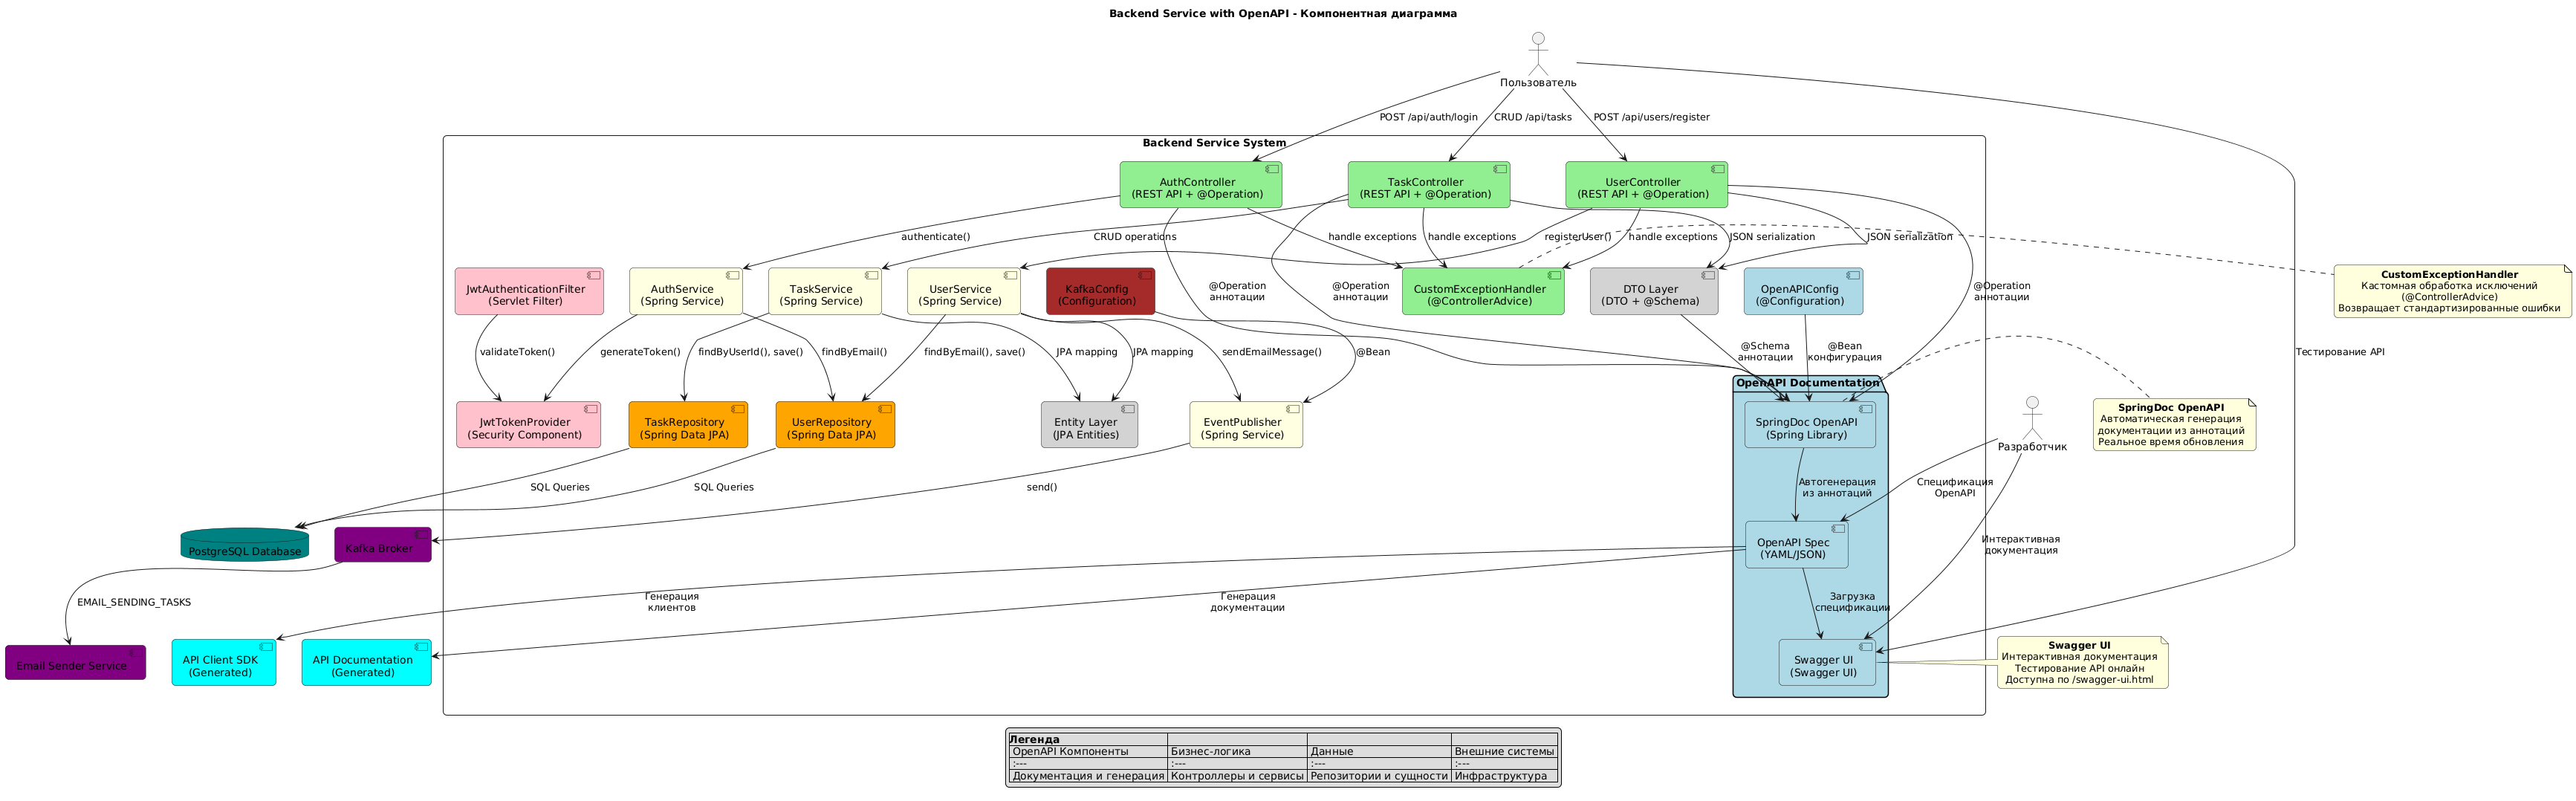 Backend Service with OpenAPI - Компонентная диаграмма
Пользователь
POST /api/auth/login
CRUD /api/tasks
POST /api/users/register
Backend Service System
AuthController
(REST API + @Operation)
TaskController
(REST API + @Operation)
UserController
(REST API + @Operation)
authenticate()
CRUD operations
handle exceptions
handle exceptions
registerUser()
handle exceptions
JSON serialization
JSON serialization
JwtAuthenticationFilter
(Servlet Filter)
AuthService
(Spring Service)
TaskService
(Spring Service)
UserService
(Spring Service)
KafkaConfig
(Configuration)
@Operation
аннотации
@Operation
аннотации
CustomExceptionHandler
(@ControllerAdvice)
DTO Layer
(DTO + @Schema)
OpenAPIConfig
(@Configuration)
@Operation
аннотации
CustomExceptionHandler
Кастомная обработка исключений
(@ControllerAdvice)
Возвращает стандартизированные ошибки
validateToken()
generateToken()
findByUserId(), save()
findByEmail()
findByEmail(), save()
JPA mapping
JPA mapping
sendEmailMessage()
@Bean
@Schema
аннотации
@Bean
конфигурация
Тестирование API
OpenAPI Documentation
JwtTokenProvider
(Security Component)
TaskRepository
(Spring Data JPA)
UserRepository
(Spring Data JPA)
Entity Layer
(JPA Entities)
EventPublisher
(Spring Service)
SpringDoc OpenAPI
(Spring Library)
Разработчик
SpringDoc OpenAPI
Автоматическая генерация
документации из аннотаций
Реальное время обновления
SQL Queries
SQL Queries
send()
Автогенерация
из аннотаций
Спецификация
OpenAPI
PostgreSQL Database
Kafka Broker
OpenAPI Spec
(YAML/JSON)
Интерактивная
документация
EMAIL_SENDING_TASKS
Генерация
клиентов
Генерация
документации
Загрузка
спецификации
Email Sender Service
API Client SDK
(Generated)
API Documentation
(Generated)
Swagger UI
(Swagger UI)
Swagger UI
Интерактивная документация
Тестирование API онлайн
Доступна по /swagger-ui.html
Легенда
OpenAPI Компоненты Бизнес-логика Данные Внешние системы
:--- :--- :--- :---
Документация и генерация Контроллеры и сервисы Репозитории и сущности Инфраструктура